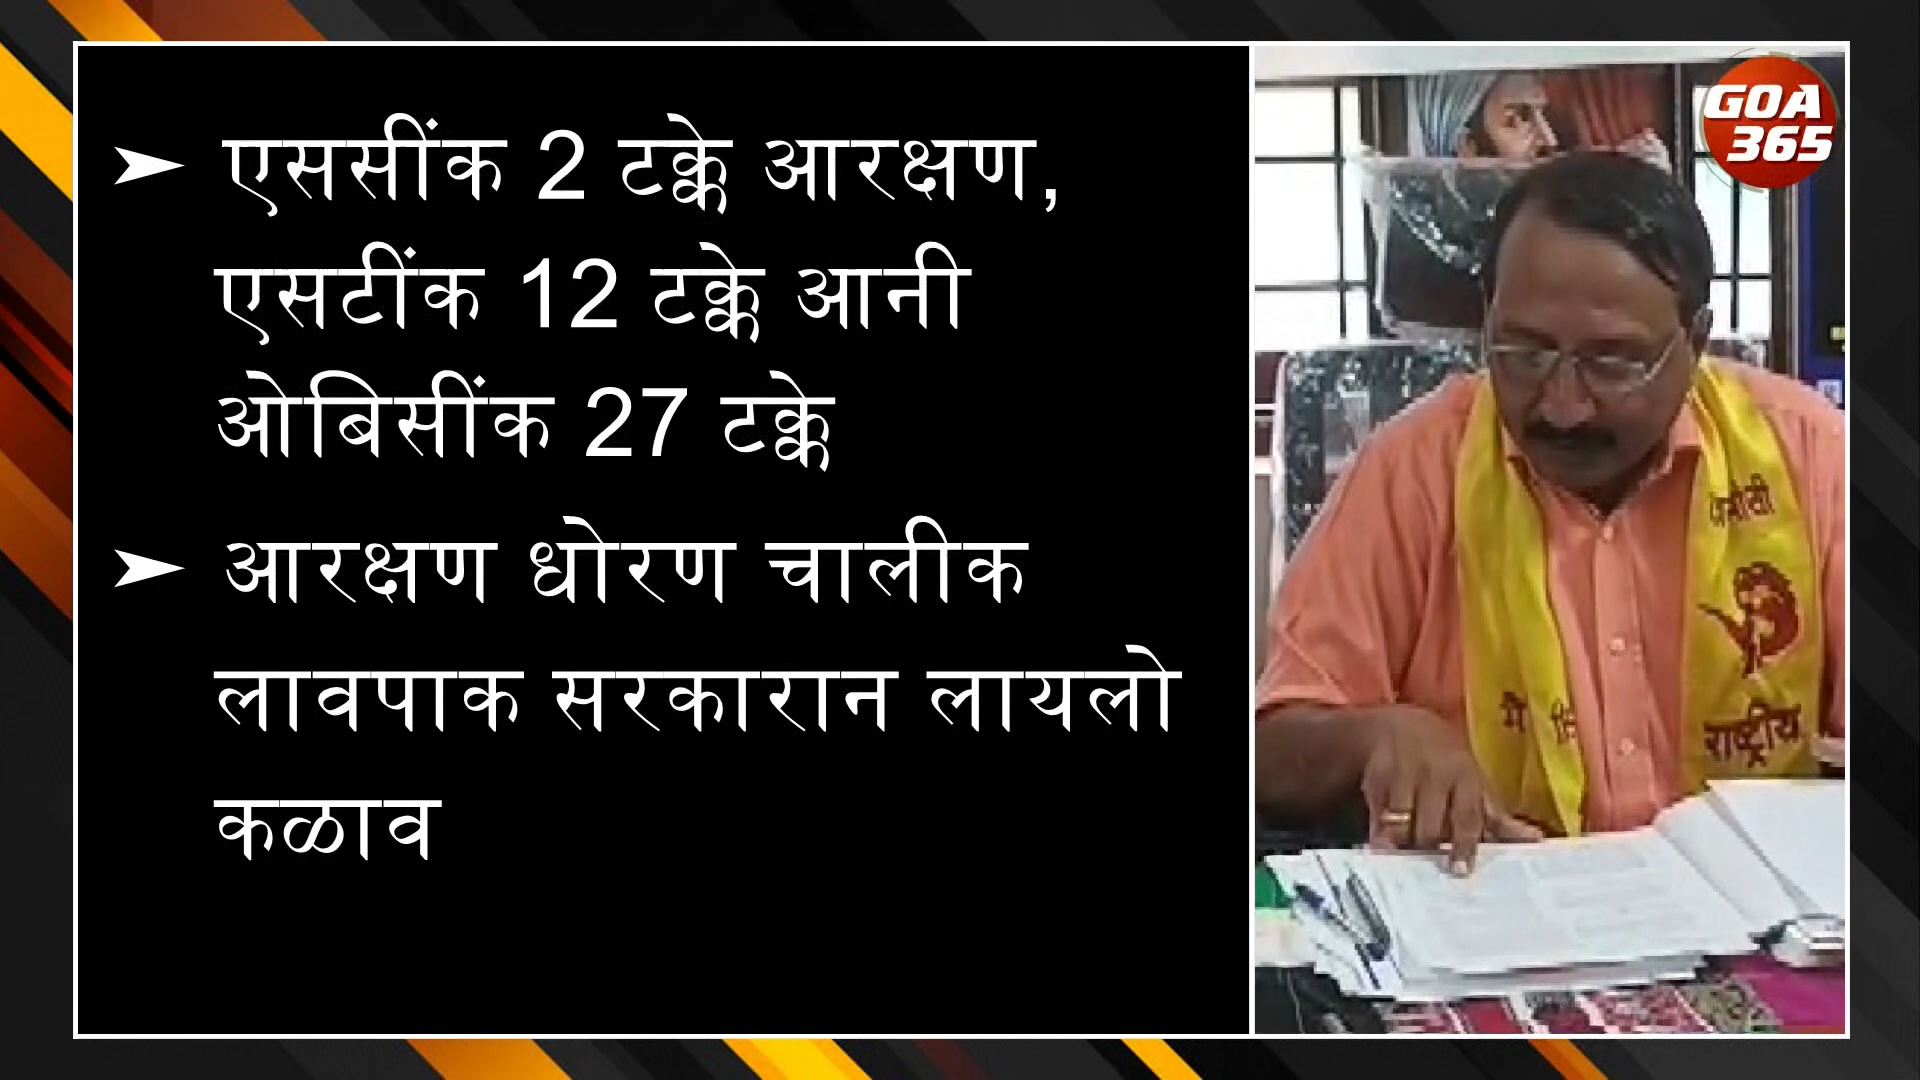 ➤ एससींक 2 टक्के आरक्षण,
एसटींक 12 टक्के आनी
ओबिसींक 27 टक्के
➤ आरक्षण धोरण चालीक
लावपाक सरकारान लायलो
कळाव
GOA
365
राष्ट्रीय